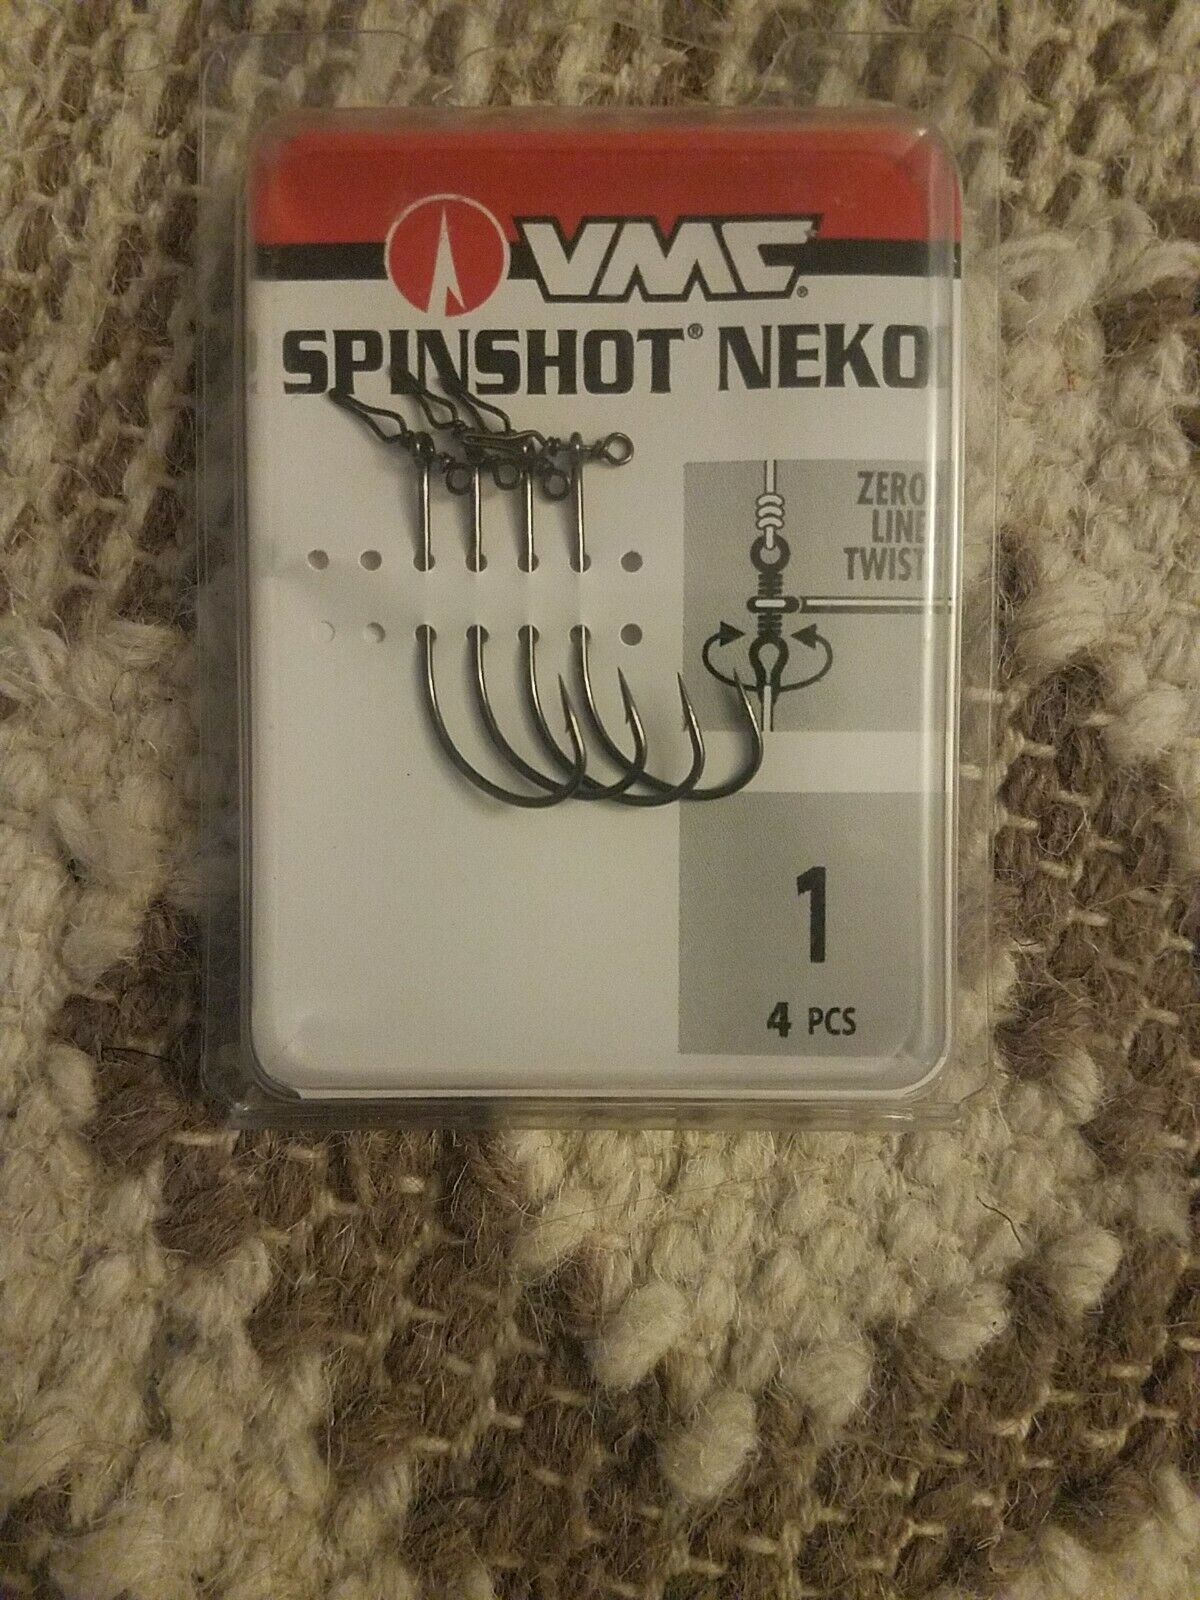 VMC®
SPINSHOT® NEKO
ZERO
LINE
TWIST
1
4 PCS